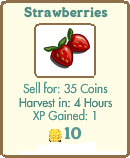 Strawberries
Sell for: 35 Coins
Harvest in: 4 Hours
XP Gained: 1
10